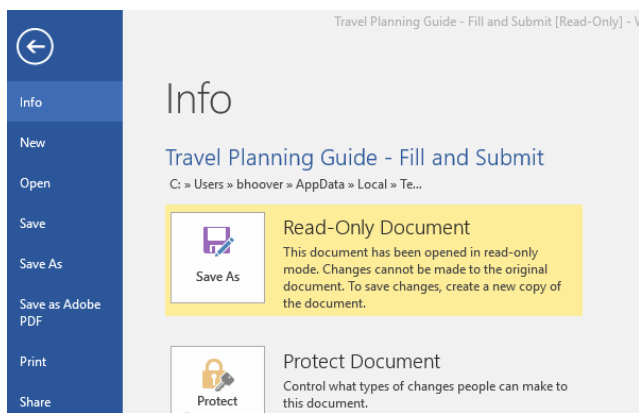 Travel Planning Guide - Fill and Submit [Read-Only] -
Info
Info
New
Travel Planning Guide - Fill and Submit
C: » Users » bhoover » AppData » Local » Te...
Open
Save
Save As
Save as Adobe
PDF
Print
Share
Save As
Read-Only Document
This document has been opened in read-only
mode. Changes cannot be made to the original
document. To save changes, create a new copy of
the document.
Protect
Protect Document
Control what types of changes people can make to
this document.